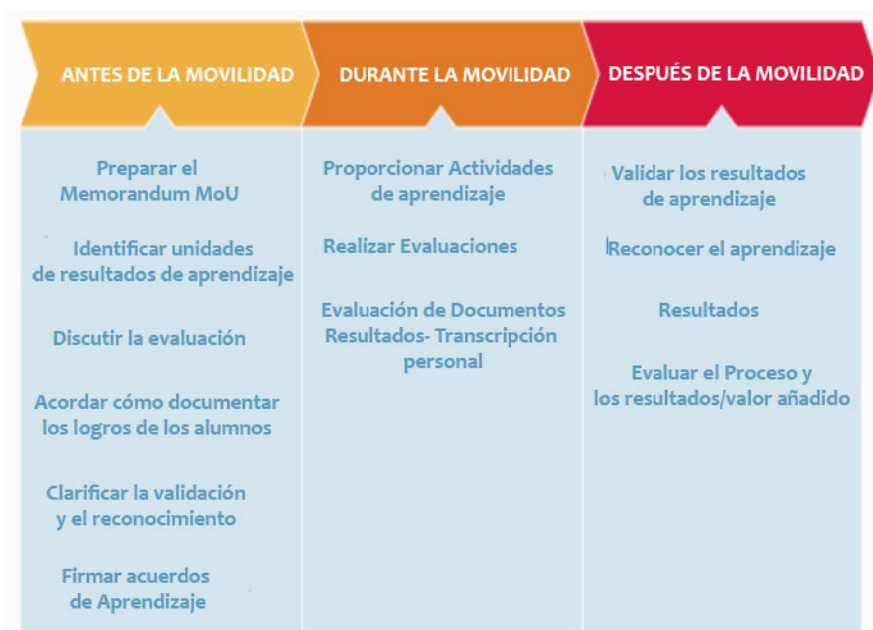 ANTES DE LA MOVILIDAD
Preparar el
Memorandum MoU
Identificar unidades
de resultados de aprendizaje
Discutir la evaluación
Acordar cómo documentar
los logros de los alumnos
Clarificar la validación
y el reconocimiento
Firmar acuerdos
de Aprendizaje
DURANTE LA MOVILIDAD
Proporcionar Actividades
de aprendizaje
Realizar Evaluaciones
Evaluación de Documentos
Resultados- Transcripción
personal
DESPUÉS DE LA MOVILIDAD
Validar los resultados
de aprendizaje
Reconocer el aprendizaje
Resultados
Evaluar el Proceso y
los resultados/valor añadido